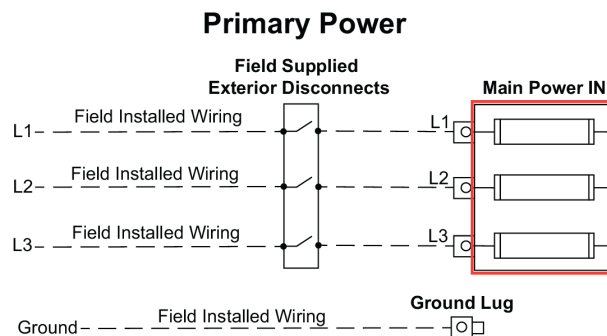 Primary Power
Field Supplied
Exterior Disconnects
Main Power IN
L1
Field Installed Wiring
L1
L2
Field Installed Wiring
L2
L3
Field Installed Wiring
L3
Ground Lug
Ground
Field Installed Wiring